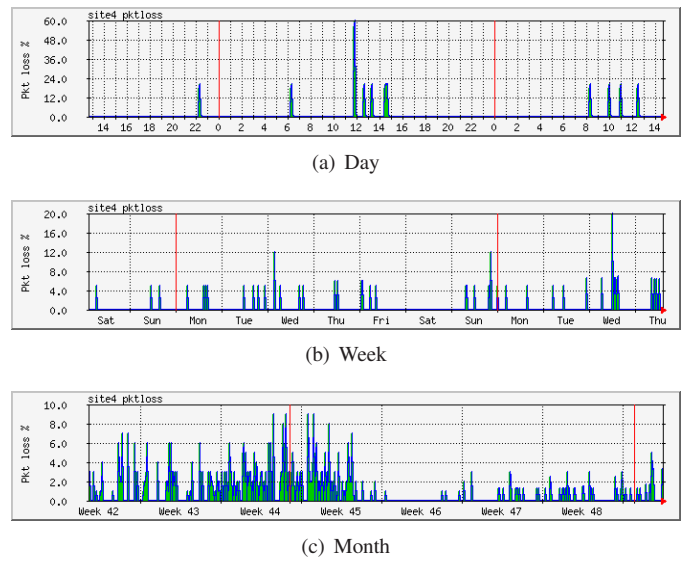 site4 pktloss
Pkt loss %
60.0
48.0
36.0
24.0
12.0
0.0
14 16 18 20 22 0 2 4 6 8 10 12 14 16 18 20 22 0 2 4 6 8 10 12 14
(a) Day
site4 pktloss
Pkt loss %
20.0
16.0
12.0
8.0
4.0
0.0
Sat Sun Mon Tue Wed Thu Fri Sat Sun Mon Tue Wed Thu
(b) Week
site4 pktloss
Pkt loss %
10.0
8.0
6.0
4.0
2.0
0.0
Week 42 Week 43 Week 44 Week 45 Week 46 Week 47 Week 48
(c) Month